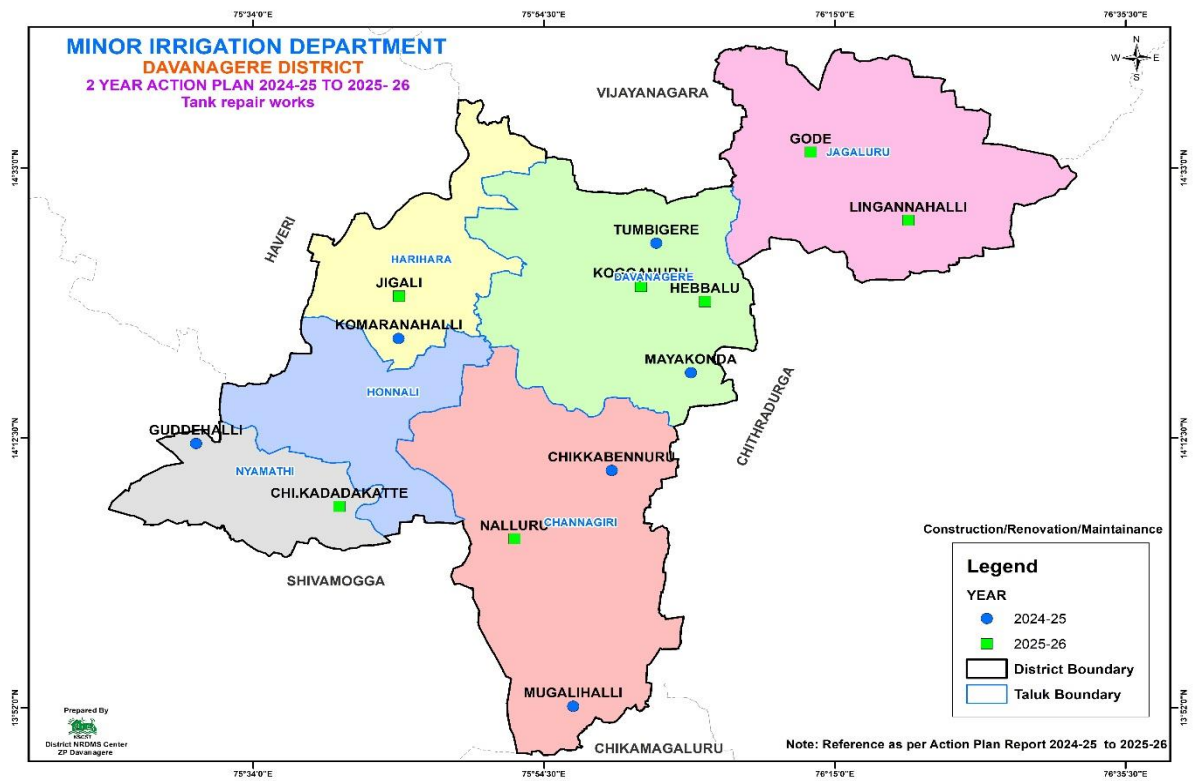 75°34'0"E 75°54'30"E 76°15'0"E 76°35'30"E
MINOR IRRIGATION DEPARTMENT
DAVANAGERE DISTRICT
2 YEAR ACTION PLAN 2024-25 TO 2025- 26
Tank repair works
N
W E
S
VIJAYANAGARA
GODE
JAGALURU
14°33'0"N
14°33'0"N
LINGANNAHALLI
TUMBIGERE
HAVERI
HARIHARA
DAVANAGERE
JIGALI
HEBBALU
KOMARANAHALLI
MAYAKONDA
HONNALI
CHITHRADURGA
GUDDEHALLI
14°12'30"N
14°12'30"N
CHIKKABENNURU
NYAMATHI
CHI.KADADAKATTE
NALLURU
CHANNAGIRI
SHIVAMOGGA
Construction/Renovation/Maintainance
Legend
YEAR
2024-25
2025-26
District Boundary
Taluk Boundary
MUGALIHALLI
13°52'0"N
13°52'0"N
CHIKAMAGALURU
Prepared By
KSCST
District NRDMS Center
ZP Davanagere
Note: Reference as per Action Plan Report 2024-25 to 2025-26
75°34'0"E 75°54'30"E 76°15'0"E 76°35'30"E